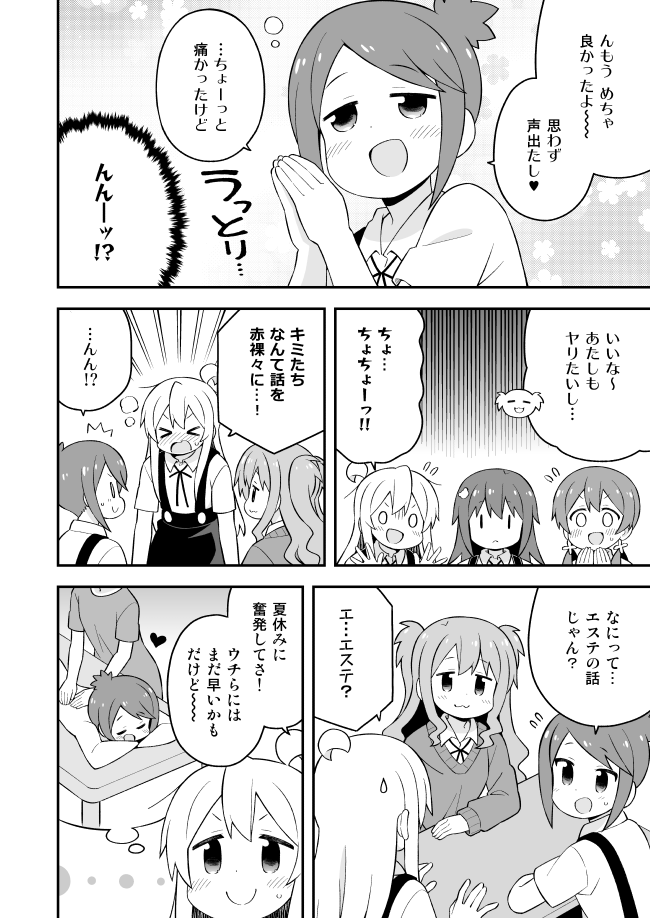 んもう めちゃ
良かったよ〜〜
思わず
声出たし♥
…ちょーっと
痛かったけど
うっとり…
んんーッ!?
いいな〜
あたしも
ヤリたいし…
ちょ…
ちょちょーっ!!
キミたち
なんて話を
赤裸々に…!
…んん!?
なにって…
エステの話
じゃん?
エ…エステ?
夏休みに
奮発してさ!
ウチらには
まだ早いかも
だけど〜〜